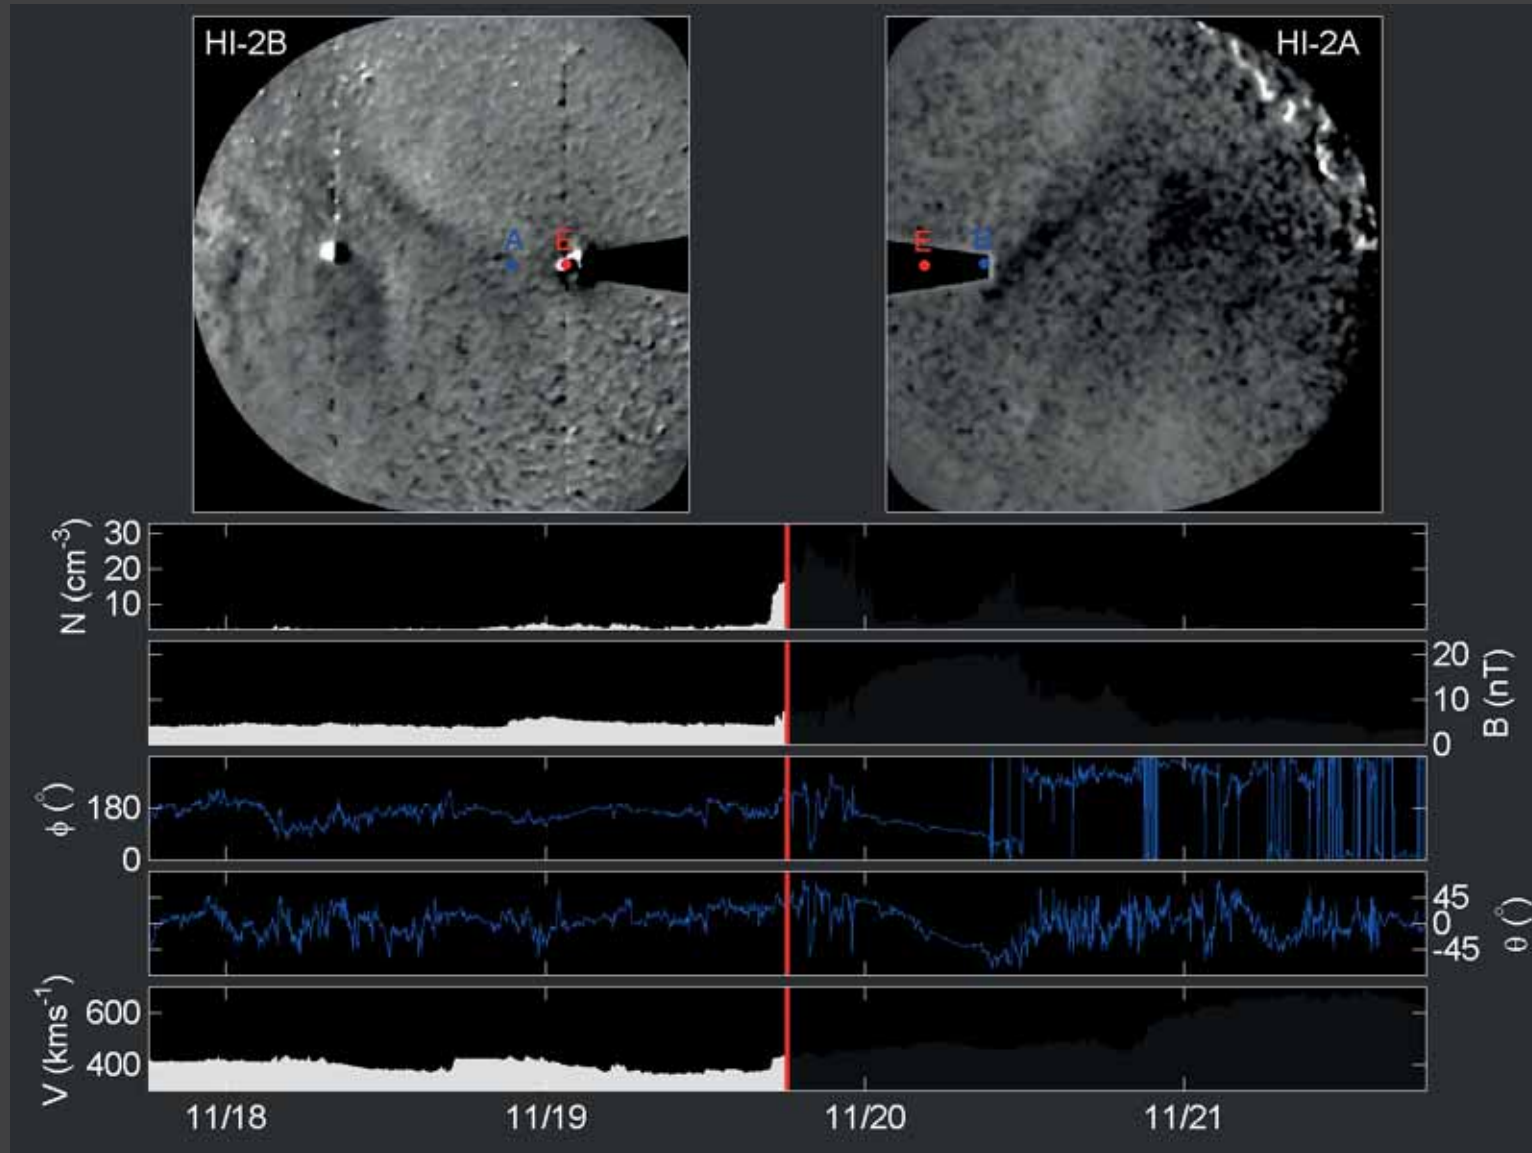 HI-2B
HI-2A
A
E
E
B
N (cm-3)
30
20
10
20
10
0
B (nT)
ϕ (°)
180
0
45
0
-45
θ (°)
V (kms-1)
600
400
11/18
11/19
11/20
11/21